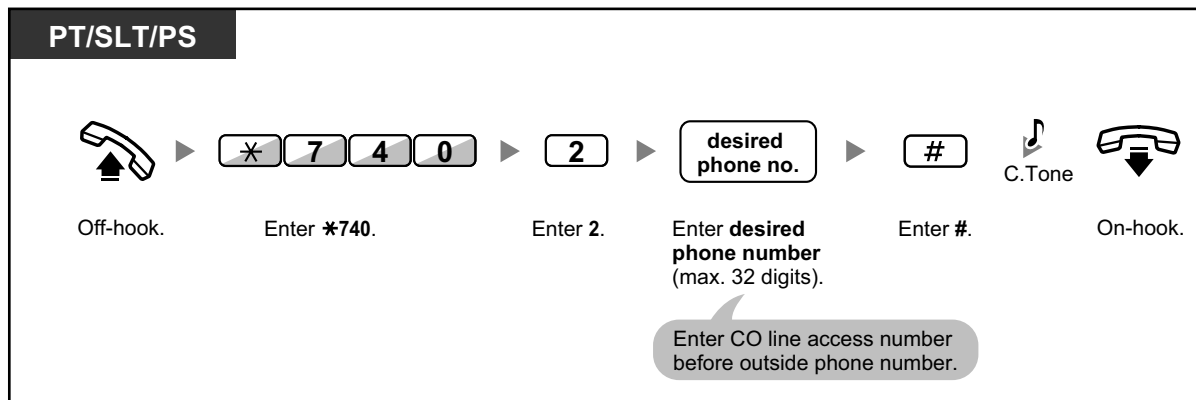 PT/SLT/PS
✳ 7 4 0
2
desired
phone no.
#
C.Tone
Off-hook.
Enter ✳740.
Enter 2.
Enter desired
phone number
(max. 32 digits).
Enter #.
On-hook.
Enter CO line access number
before outside phone number.